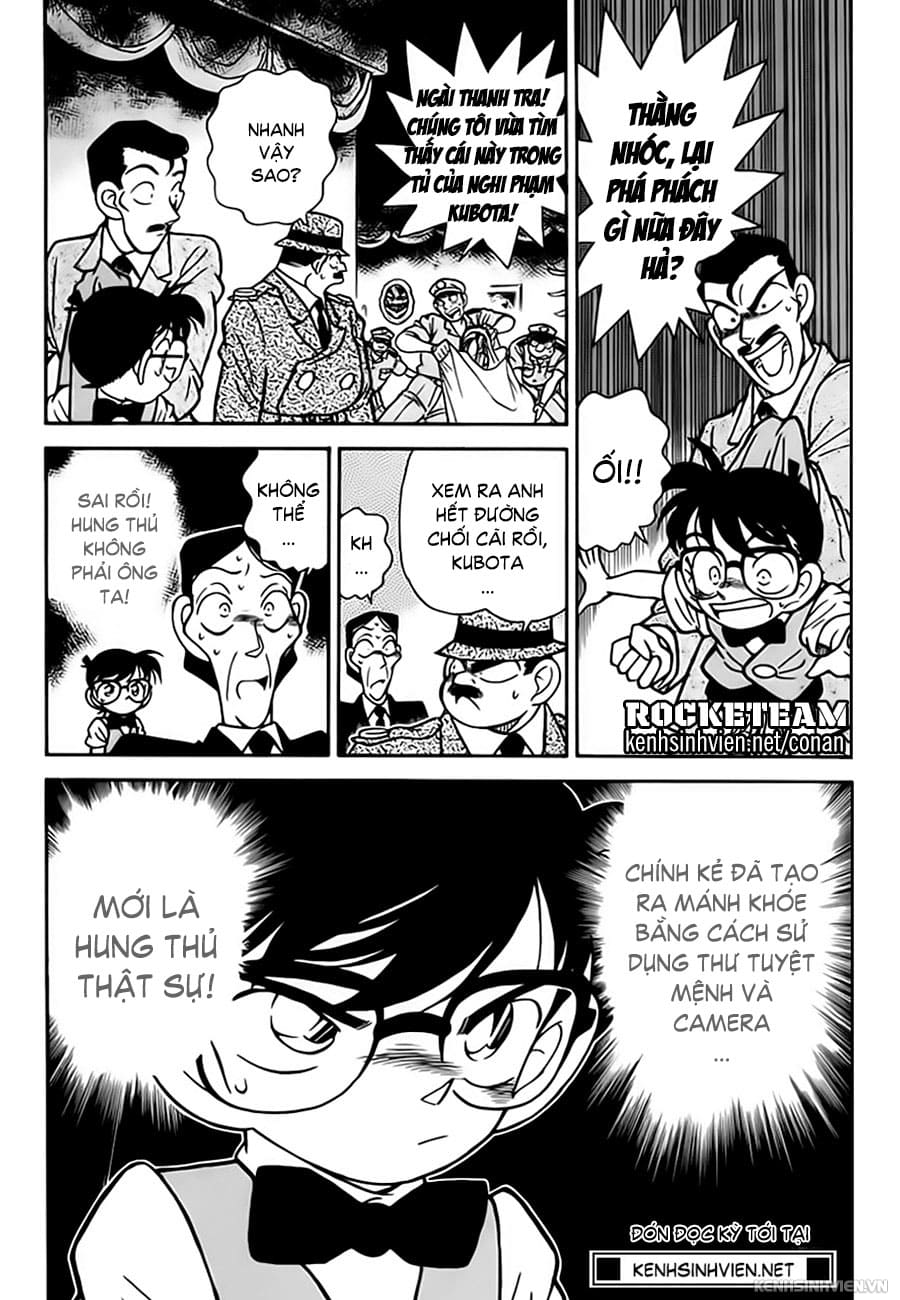 THẰNG
NHÓC, LẠI
PHÁ PHÁCH
GÌ NỮA ĐÂY
HẢ?
ỐI!!
NGÀI THANH TRA!
CHÚNG TÔI VỪA TÌM
THẤY CÁI NÀY TRONG
TỦ CỦA NGHI PHẠM
KUBOTA!
NHANH
VẬY
SAO?
XEM RA ANH
HẾT ĐƯỜNG
CHỐI CÃI RỒI,
KUBOTA
...
KH
...
KHÔNG
THỂ
...
SAI RỒI!
HUNG THỦ
KHÔNG
PHẢI ÔNG
TA!
ROCKETEAM
kenhsinhvien.net/conan
CHÍNH KẺ ĐÃ TẠO
RA MÁNH KHÓE
BẰNG CÁCH SỬ
DỤNG THƯ TUYỆT
MỆNH VÀ
CAMERA
...
MỚI LÀ
HUNG THỦ
THẬT SỰ!
ĐÓN ĐỌC KỲ TỚI TẠI
KENHSINHVIEN.NET
KENHSINHVIEN.VN